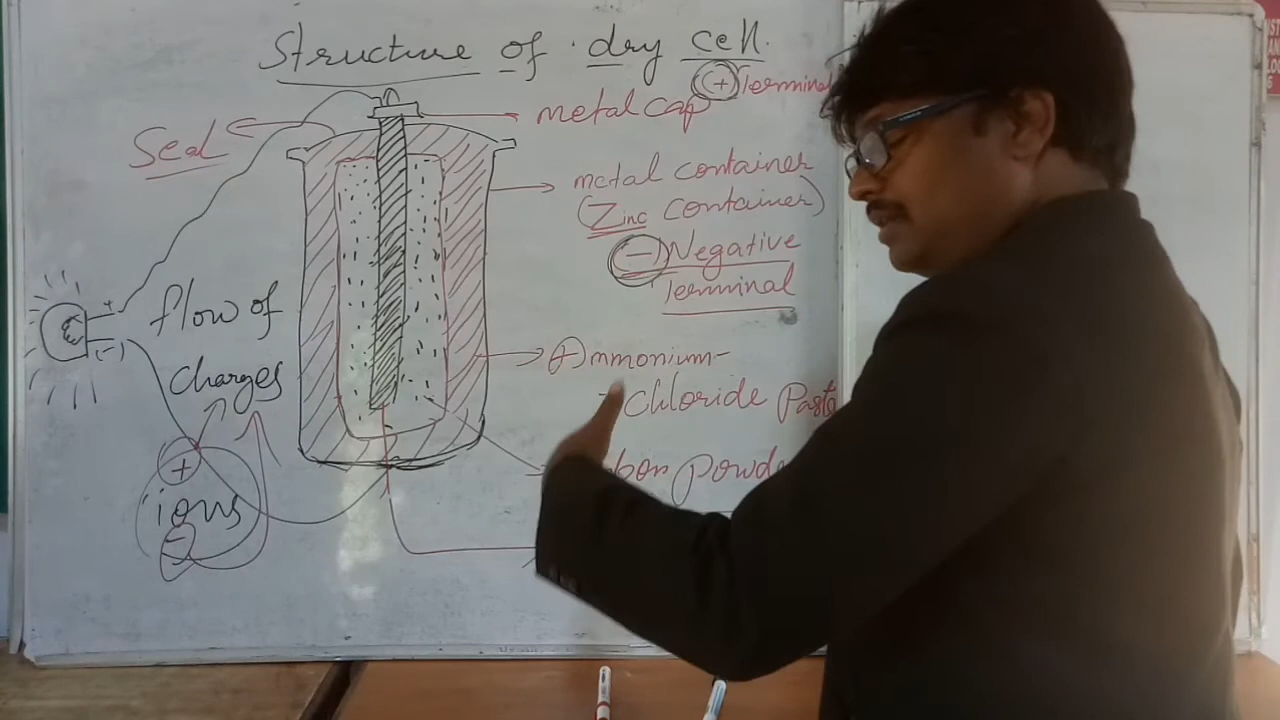 Structure of dry cell.
(+) Terminal
metal cap
Seal
metal container
(Zinc container)
(-) Negative
Terminal
+
(-)
flow of
charges
Ammonium-
- chloride Paste
Powde
+
ions
-